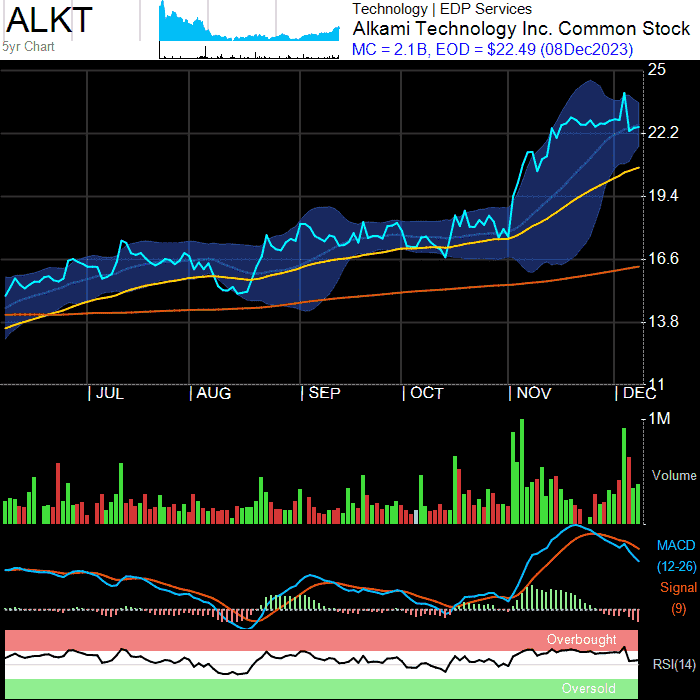 ALKT
5yr Chart
Technology | EDP Services
Alkami Technology Inc. Common Stock
MC = 2.1B, EOD = $22.49 (08Dec2023)
25
22.2
19.4
16.6
13.8
11
JUL AUG SEP OCT NOV DEC
1M
Volume
MACD
(12-26)
Signal
(9)
Overbought
RSI(14)
Oversold